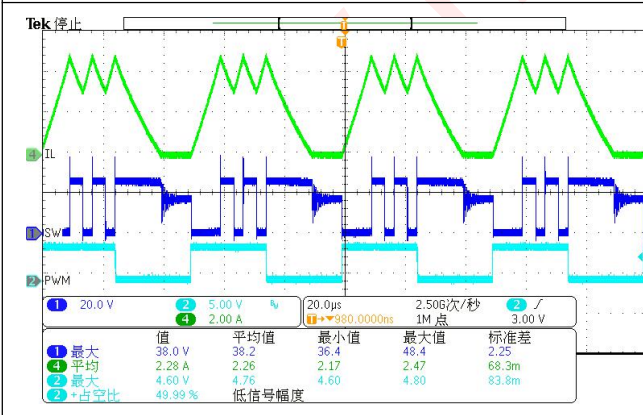 Tek 停止
T
T
4 IL
1 SW
2 PWM
1 20.0 V 2 5.00 V 20.0µs 2.50G次/秒 2 ∫
4 2.00 A T→▼980.0000ns 1M 点 3.00 V
值 平均值 最小值 最大值 标准差
1 最大 38.0 V 38.2 36.4 48.4 2.25
4 平均 2.28 A 2.26 2.17 2.47 68.3m
2 最大 4.60 V 4.76 4.60 4.80 83.8m
2 +占空比 49.99 % 低信号幅度